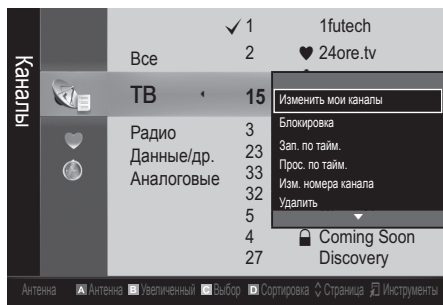 Каналы
Все
ТВ
Радио
Данные/др.
Аналоговые
1 1futech
2 24ore.tv
15
3
23
33
32
5
4 Coming Soon
27 Discovery
Изменить мои каналы
Блокировка
Зап. по тайм.
Прос. по тайм.
Изм. номера канала
Удалить
Антенна A Антенна B Увеличенный C Выбор D Сортировка Страница Инструменты